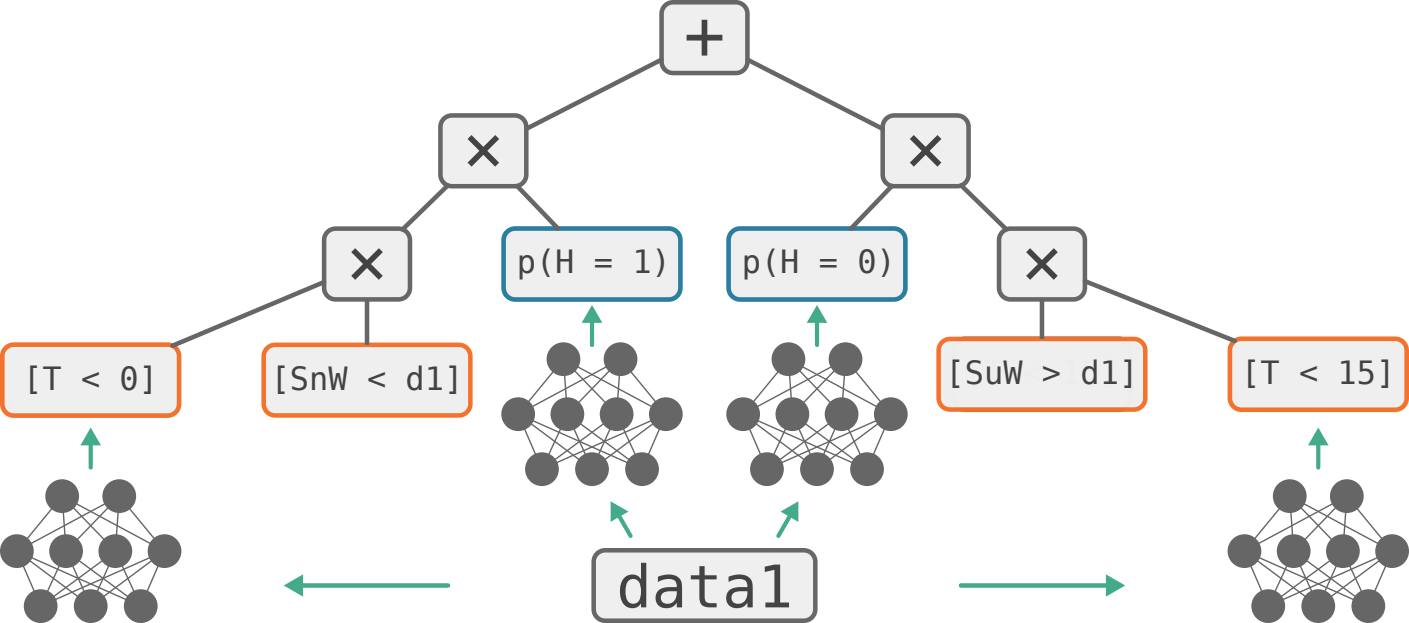 +
×
×
×
p(H = 1)
p(H = 0)
×
[T < 0]
[SnW < d1]
[SuW > d1]
[T < 15]
data1